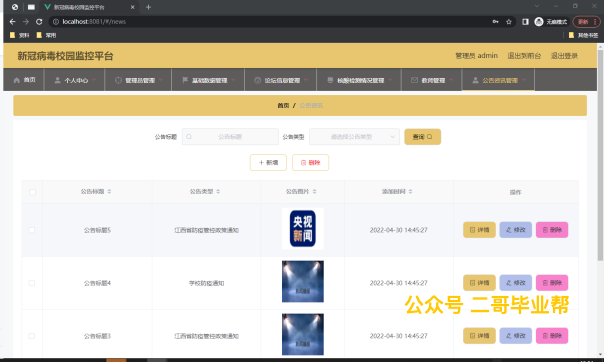 新冠病毒校园监控平台
localhost:8081/#/news
无痕模式
更新
资料 常用
其他书签
新冠病毒校园监控平台 管理员 admin 退出到前台 退出登录
首页 个人中心 管理员管理 基础数据管理 论坛信息管理 核酸检测情况管理 教师管理 公告资讯管理
首页 / 公告资讯
公告标题 公告标题 公告类型 请选择公告类型 查询
+ 新增 删除
公告标题 公告类型 公告图片 添加时间 操作
公告标题5 江西省防疫管控政策通知 央视新闻 2022-04-30 14:45:27 详情 修改 删除
公告标题4 学校防疫通知 2022-04-30 14:45:27 详情 修改 删除
公众号 二哥毕业帮
公告标题3 江西省防疫管控政策通知 2022-04-30 14:45:27 详情 修改 删除